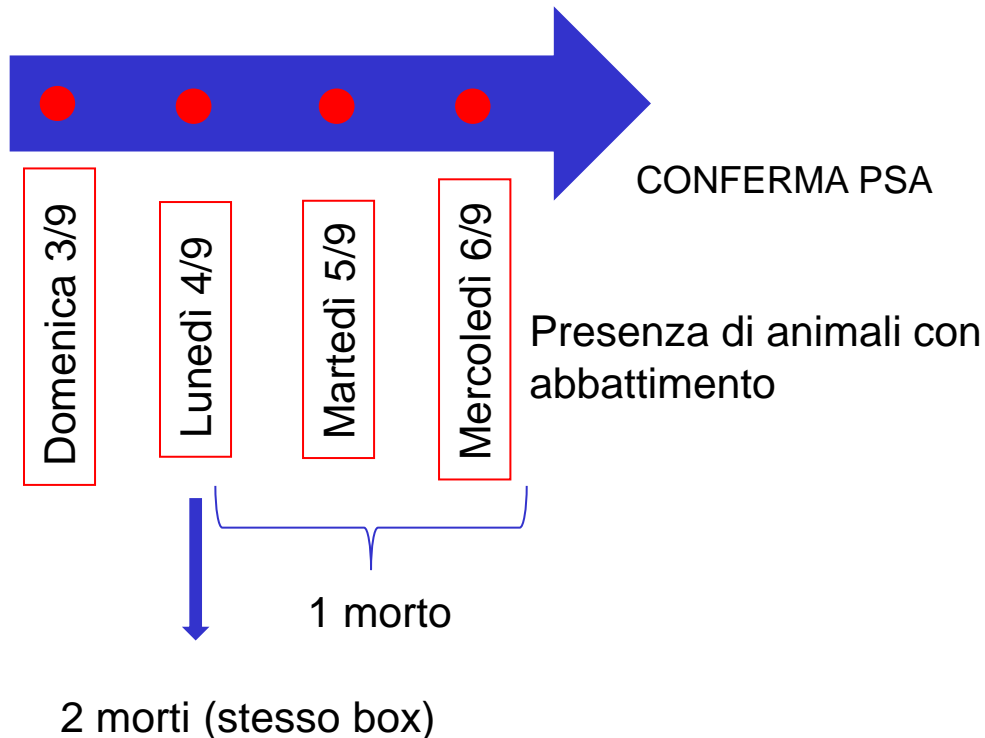 CONFERMA PSA
Domenica 3/9
Lunedì 4/9
Martedì 5/9
Mercoledì 6/9
Presenza di animali con
abbattimento
1 morto
2 morti (stesso box)